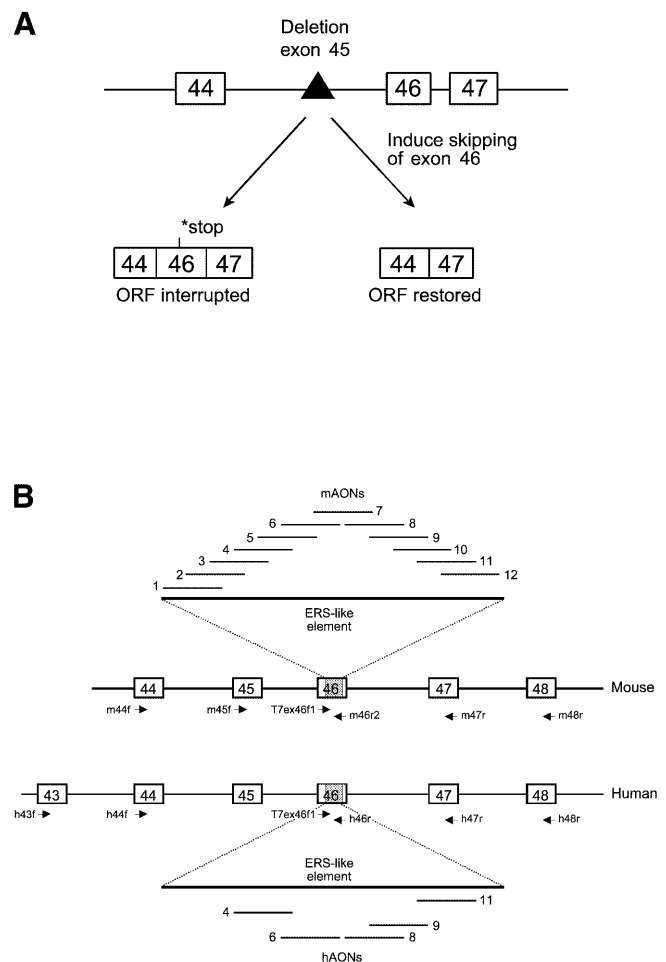 A
Deletion
exon 45
44
46
47
Induce skipping
of exon 46
*stop
44 46 47
44 47
ORF interrupted
ORF restored
B
mAONs
7
6
8
5
9
4
10
3
11
2
12
1
ERS-like
element
44
45
46
47
48
Mouse
m44f
m45f
T7ex46f1
m46r2
m47r
m48r
43
44
45
46
47
48
Human
h43f
h44f
T7ex46f1
h46r
h47r
h48r
ERS-like
element
11
4
9
6
8
hAONs